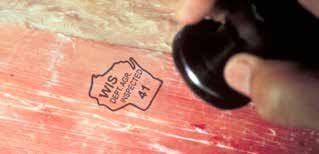 WIS
DEPT. AGR.
INSPECTED
41